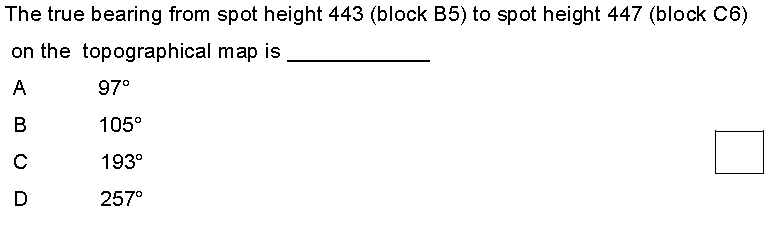 The true bearing from spot height 443 (block B5) to spot height 447 (block C6)
on the topographical map is ____________
A 97°
B 105°
C 193°
D 257°